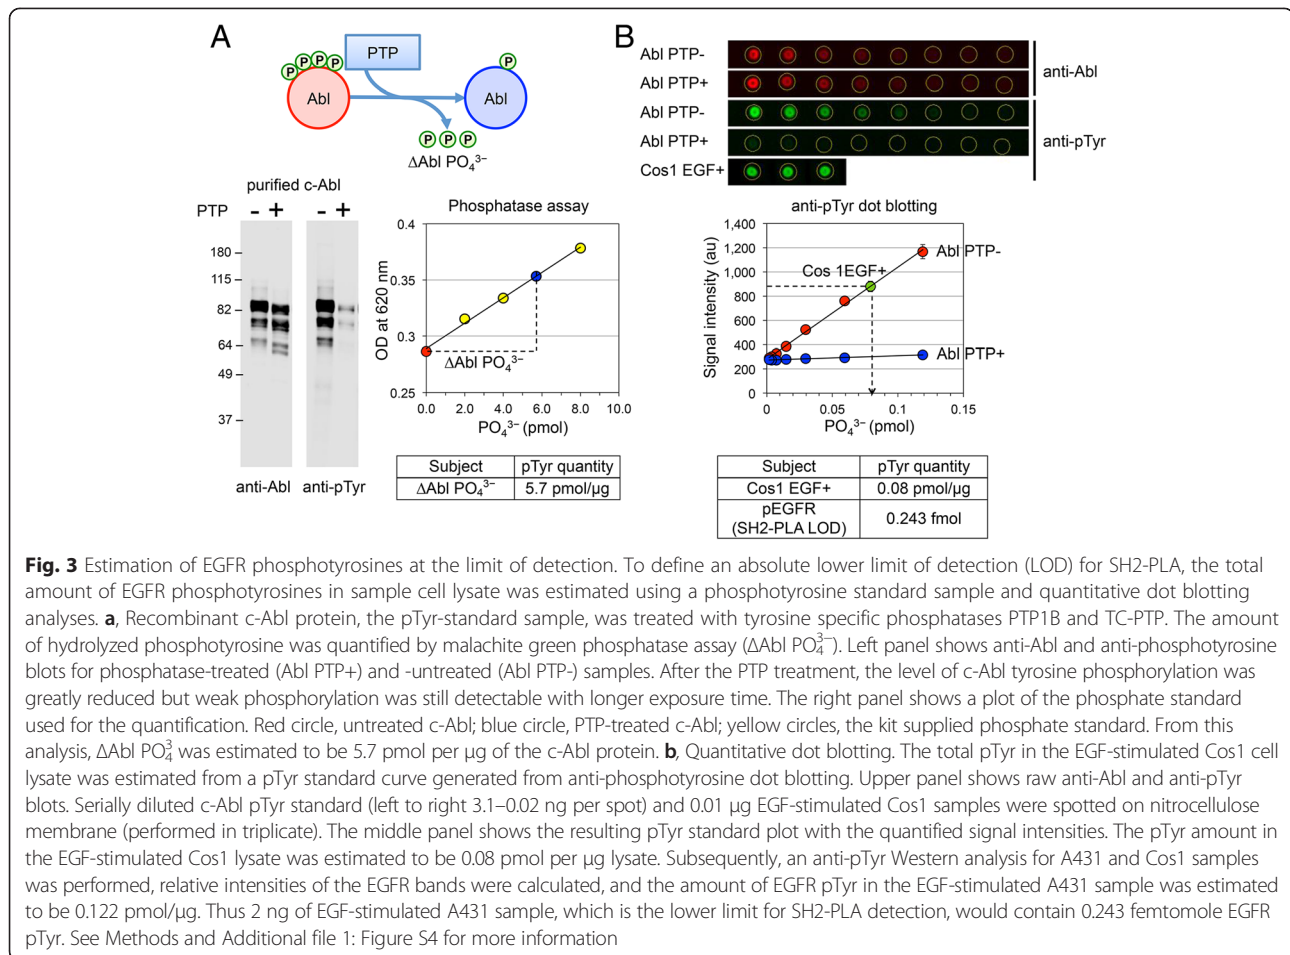 A
P P P P P
Abl
PTP
Abl
P P P
ΔAbl PO₄³⁻
purified c-Abl
PTP - + - +
180
115
82
64
49
37
anti-Abl anti-pTyr
Phosphatase assay
OD at 620 nm
0.4
0.35
0.3
0.25
ΔAbl PO₄³⁻
0.0 2.0 4.0 6.0 8.0 10.0
PO₄³⁻ (pmol)
Subject pTyr quantity
ΔAbl PO₄³⁻ 5.7 pmol/µg
B
Abl PTP-
Abl PTP+
Abl PTP-
Abl PTP+
Cos1 EGF+
anti-Abl
anti-pTyr
anti-pTyr dot blotting
Signal intensity (au)
1,400
1,200
1,000
800
600
400
200
0
Abl PTP-
Cos 1EGF+
Abl PTP+
0 0.05 0.1 0.15
PO₄³⁻ (pmol)
Subject pTyr quantity
Cos1 EGF+ 0.08 pmol/µg
pEGFR
(SH2-PLA LOD) 0.243 fmol
Fig. 3 Estimation of EGFR phosphotyrosines at the limit of detection. To define an absolute lower limit of detection (LOD) for SH2-PLA, the total
amount of EGFR phosphotyrosines in sample cell lysate was estimated using a phosphotyrosine standard sample and quantitative dot blotting
analyses. a, Recombinant c-Abl protein, the pTyr-standard sample, was treated with tyrosine specific phosphatases PTP1B and TC-PTP. The amount
of hydrolyzed phosphotyrosine was quantified by malachite green phosphatase assay (ΔAbl PO₄³⁻). Left panel shows anti-Abl and anti-phosphotyrosine
blots for phosphatase-treated (Abl PTP+) and -untreated (Abl PTP-) samples. After the PTP treatment, the level of c-Abl tyrosine phosphorylation was
greatly reduced but weak phosphorylation was still detectable with longer exposure time. The right panel shows a plot of the phosphate standard
used for the quantification. Red circle, untreated c-Abl; blue circle, PTP-treated c-Abl; yellow circles, the kit supplied phosphate standard. From this
analysis, ΔAbl PO₄³ was estimated to be 5.7 pmol per µg of the c-Abl protein. b, Quantitative dot blotting. The total pTyr in the EGF-stimulated Cos1 cell
lysate was estimated from a pTyr standard curve generated from anti-phosphotyrosine dot blotting. Upper panel shows raw anti-Abl and anti-pTyr
blots. Serially diluted c-Abl pTyr standard (left to right 3.1–0.02 ng per spot) and 0.01 µg EGF-stimulated Cos1 samples were spotted on nitrocellulose
membrane (performed in triplicate). The middle panel shows the resulting pTyr standard plot with the quantified signal intensities. The pTyr amount in
the EGF-stimulated Cos1 lysate was estimated to be 0.08 pmol per µg lysate. Subsequently, an anti-pTyr Western analysis for A431 and Cos1 samples
was performed, relative intensities of the EGFR bands were calculated, and the amount of EGFR pTyr in the EGF-stimulated A431 sample was estimated
to be 0.122 pmol/µg. Thus 2 ng of EGF-stimulated A431 sample, which is the lower limit for SH2-PLA detection, would contain 0.243 femtomole EGFR
pTyr. See Methods and Additional file 1: Figure S4 for more information